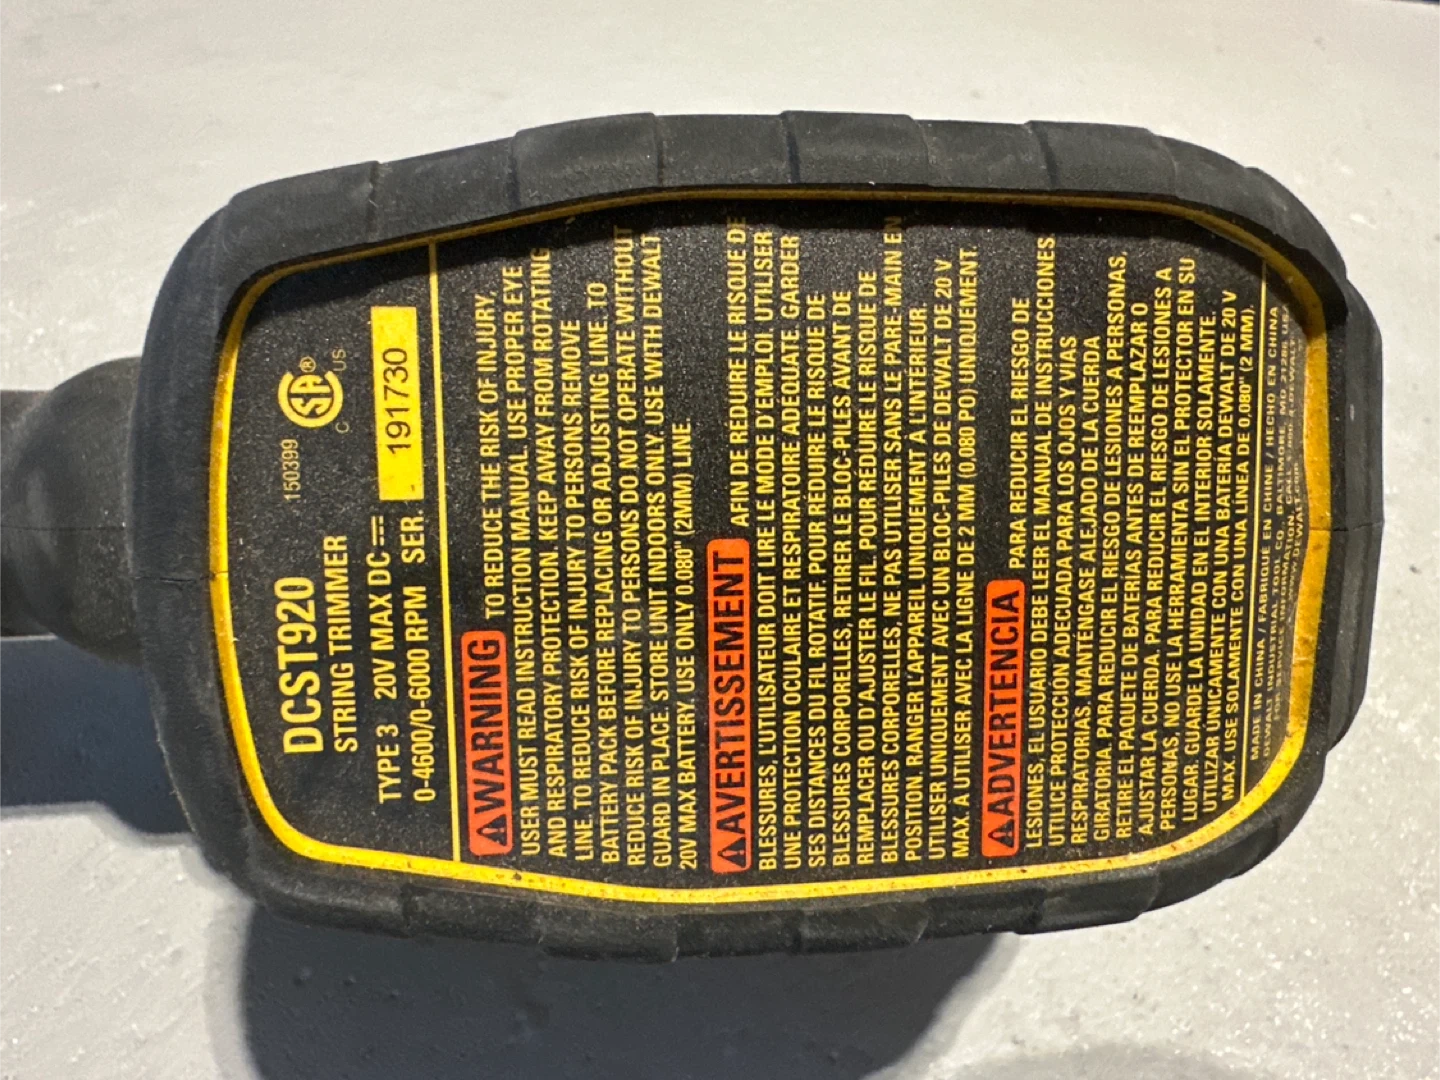 DCST920
STRING TRIMMER
150399
C US
TYPE 3 20V MAX DC
0-4600/0-6000 RPM SER. 191730
WARNING TO REDUCE THE RISK OF INJURY,
USER MUST READ INSTRUCTION MANUAL. USE PROPER EYE
AND RESPIRATORY PROTECTION. KEEP AWAY FROM ROTATING
LINE. TO REDUCE RISK OF INJURY TO PERSONS REMOVE
BATTERY PACK BEFORE REPLACING OR ADJUSTING LINE. TO
REDUCE RISK OF INJURY TO PERSONS DO NOT OPERATE WITHOUT
GUARD IN PLACE. STORE UNIT INDOORS ONLY. USE WITH DEWALT
20V MAX BATTERY. USE ONLY 0.080" (2MM) LINE.
AVERTISSEMENT AFIN DE RÉDUIRE LE RISQUE DE
BLESSURES, L'UTILISATEUR DOIT LIRE LE MODE D'EMPLOI. UTILISER
UNE PROTECTION OCULAIRE ET RESPIRATOIRE ADÉQUATE. GARDER
SES DISTANCES DU FIL ROTATIF. POUR RÉDUIRE LE RISQUE DE
BLESSURES CORPORELLES, RETIRER LE BLOC-PILES AVANT DE
REMPLACER OU D'AJUSTER LE FIL. POUR RÉDUIRE LE RISQUE DE
BLESSURES CORPORELLES, NE PAS UTILISER SANS LE PARE-MAIN EN
POSITION. RANGER L'APPAREIL UNIQUEMENT À L'INTÉRIEUR.
UTILISER UNIQUEMENT AVEC UN BLOC-PILES DE DEWALT DE 20 V
MAX. À UTILISER AVEC LA LIGNE DE 2 MM (0,080 PO) UNIQUEMENT.
ADVERTENCIA PARA REDUCIR EL RIESGO DE
LESIONES, EL USUARIO DEBE LEER EL MANUAL DE INSTRUCCIONES.
UTILICE PROTECCIÓN ADECUADA PARA LOS OJOS Y VÍAS
RESPIRATORIAS. MANTÉNGASE ALEJADO DE LA CUERDA
GIRATORIA. PARA REDUCIR EL RIESGO DE LESIONES A PERSONAS,
RETIRE EL PAQUETE DE BATERÍAS ANTES DE REEMPLAZAR O
AJUSTAR LA CUERDA. PARA REDUCIR EL RIESGO DE LESIONES A
PERSONAS, NO USE LA HERRAMIENTA SIN EL PROTECTOR EN SU
LUGAR. GUARDE LA UNIDAD EN EL INTERIOR SOLAMENTE.
UTILIZAR ÚNICAMENTE CON UNA BATERÍA DEWALT DE 20 V
MAX. USE SOLAMENTE CON UNA LÍNEA DE 0,080" (2 MM).
MADE IN CHINA / FABRIQUÉ EN CHINE / HECHO EN CHINA
DEWALT INDUSTRIAL TOOL CO. BALTIMORE, MD 21286 USA
FOR SERVICE INFORMATION, CALL